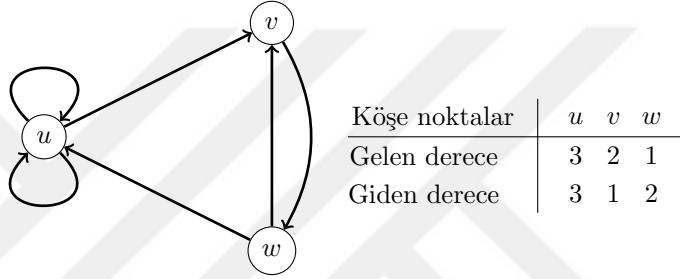 v
u
w
Köşe noktalar u v w
Gelen derece 3 2 1
Giden derece 3 1 2